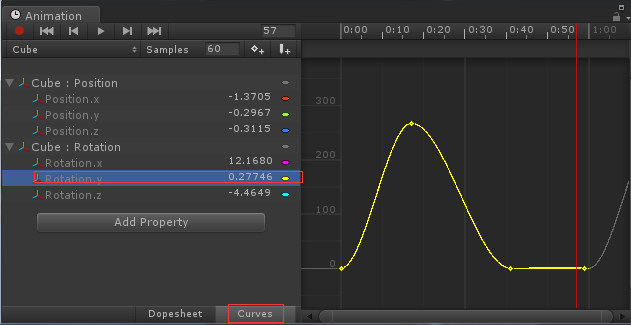 Animation
57
0:00 0:10 0:20 0:30 0:40 0:50 1:00
Cube Samples 60
Cube : Position
Position.x -1.3705
Position.y -0.2967
Position.z -0.3115
Cube : Rotation
Rotation.x 12.1680
Rotation.y 0.27746
Rotation.z -4.4649
Add Property
300
200
100
0
Dopesheet Curves